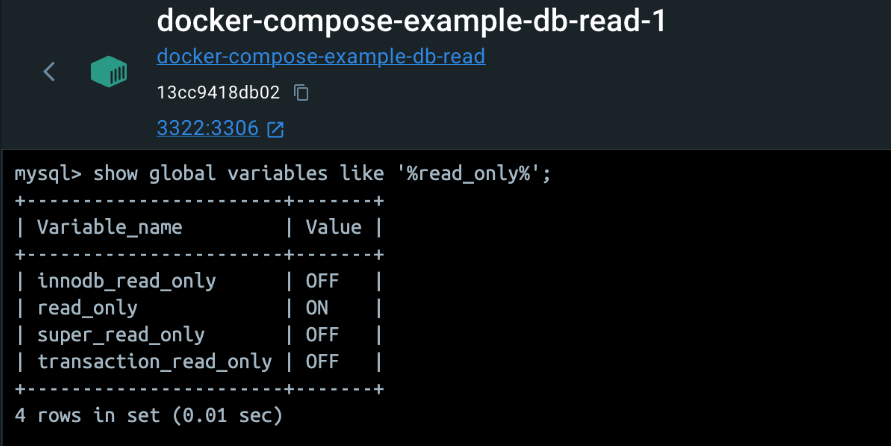 docker-compose-example-db-read-1
docker-compose-example-db-read
13cc9418db02
3322:3306
mysql> show global variables like '%read_only%';
+-----------------------+-------+
| Variable_name         | Value |
+-----------------------+-------+
| innodb_read_only      | OFF   |
| read_only             | ON    |
| super_read_only       | OFF   |
| transaction_read_only | OFF   |
+-----------------------+-------+
4 rows in set (0.01 sec)